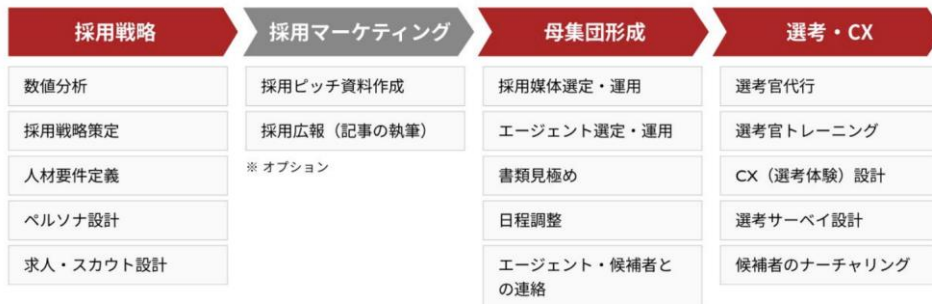 採用戦略
数値分析
採用戦略策定
人材要件定義
ペルソナ設計
求人・スカウト設計
採用マーケティング
採用ピッチ資料作成
採用広報（記事の執筆）
※ オプション
母集団形成
採用媒体選定・運用
エージェント選定・運用
書類見極め
日程調整
エージェント・候補者と
の連絡
選考・CX
選考官代行
選考官トレーニング
CX（選考体験）設計
選考サーベイ設計
候補者のナーチャリング